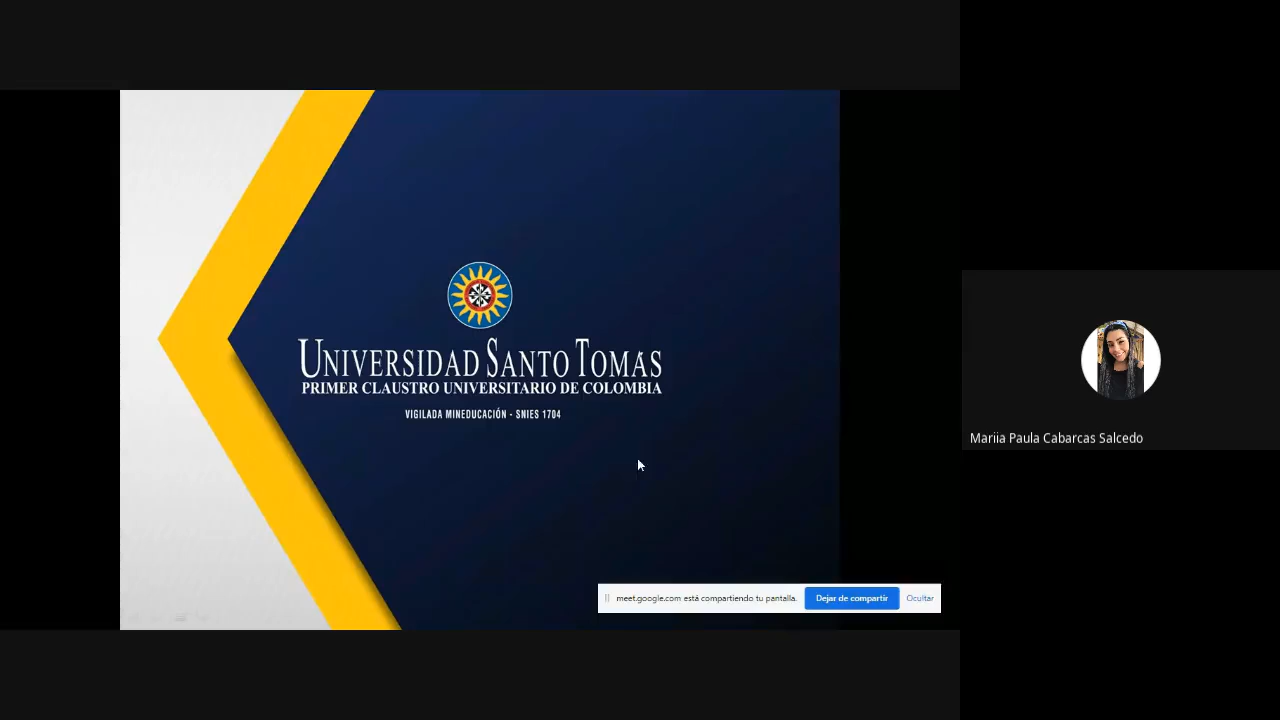 UNIVERSIDAD SANTO TOMÁS
PRIMER CLAUSTRO UNIVERSITARIO DE COLOMBIA
VIGILADA MINEDUCACIÓN - SNIES 1704
Mariia Paula Cabarcas Salcedo
meet.google.com está compartiendo tu pantalla. Dejar de compartir Ocultar